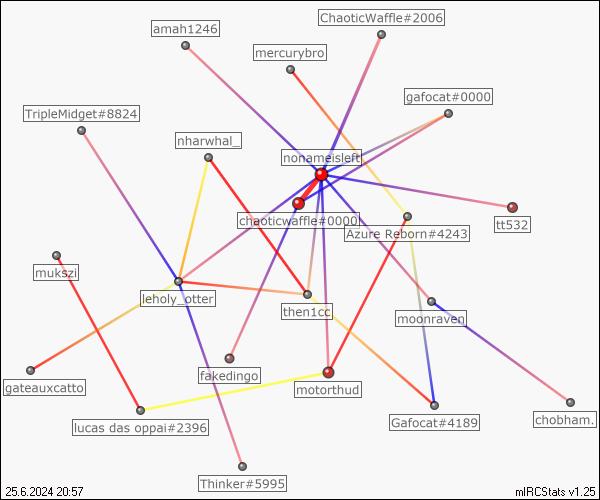 ChaoticWaffle#2006
amah1246
mercurybro
gafocat#0000
TripleMidget#8824
nharwhal_
nonameisleft
chaoticwaffle#0000
tt532
Azure Reborn#4243
mukszi
leholy_otter
then1cc
moonraven
fakedingo
gateauxcatto
motorthud
chobham.
Gafocat#4189
lucas das oppai#2396
Thinker#5995
25.6.2024 20:57
mIRCStats v1.25